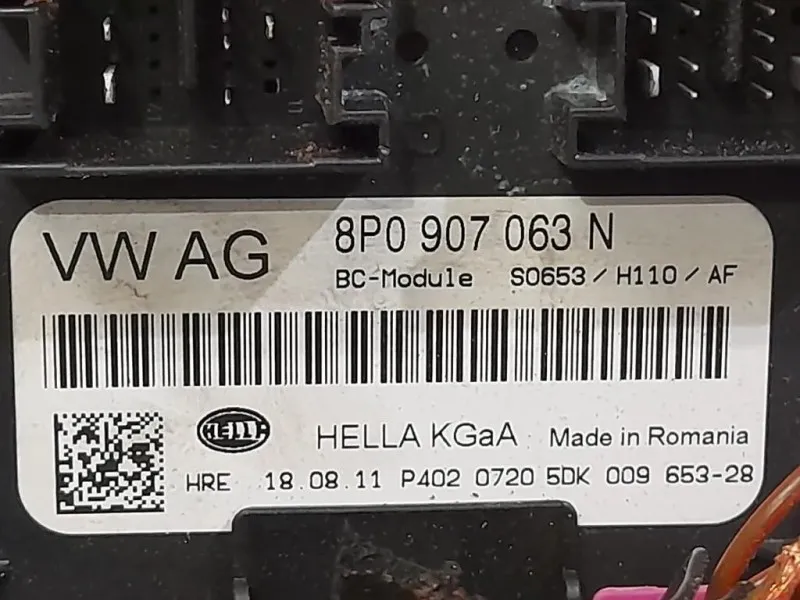 VW AG
8P0 907 063 N
BC-Module S0653 / H110 / AF
HELLA
HELLA KGaA Made in Romania
HRE 18.08.11 P402 0720 5DK 009 653-28